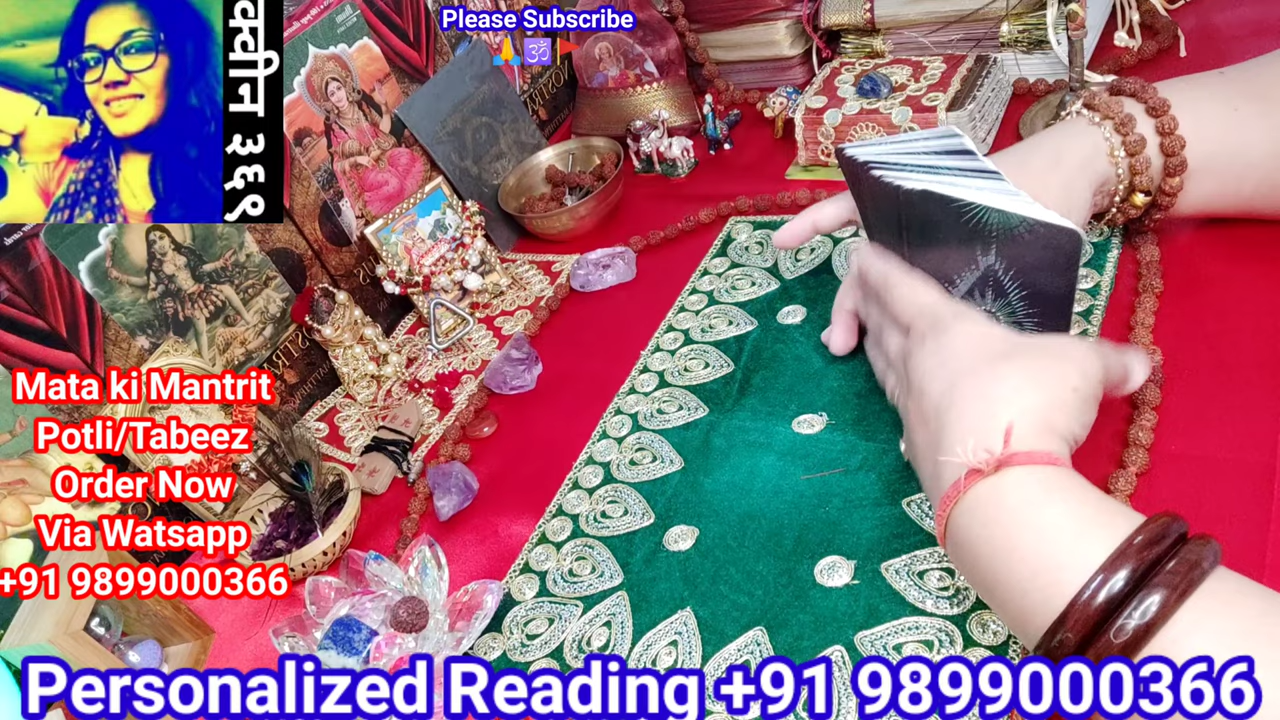 Please Subscribe
🙏🕉🚩
क्वीन ३६९
Mata ki Mantrit
Potli/Tabeez
Order Now
Via Watsapp
+91 9899000366
Personalized Reading +91 9899000366